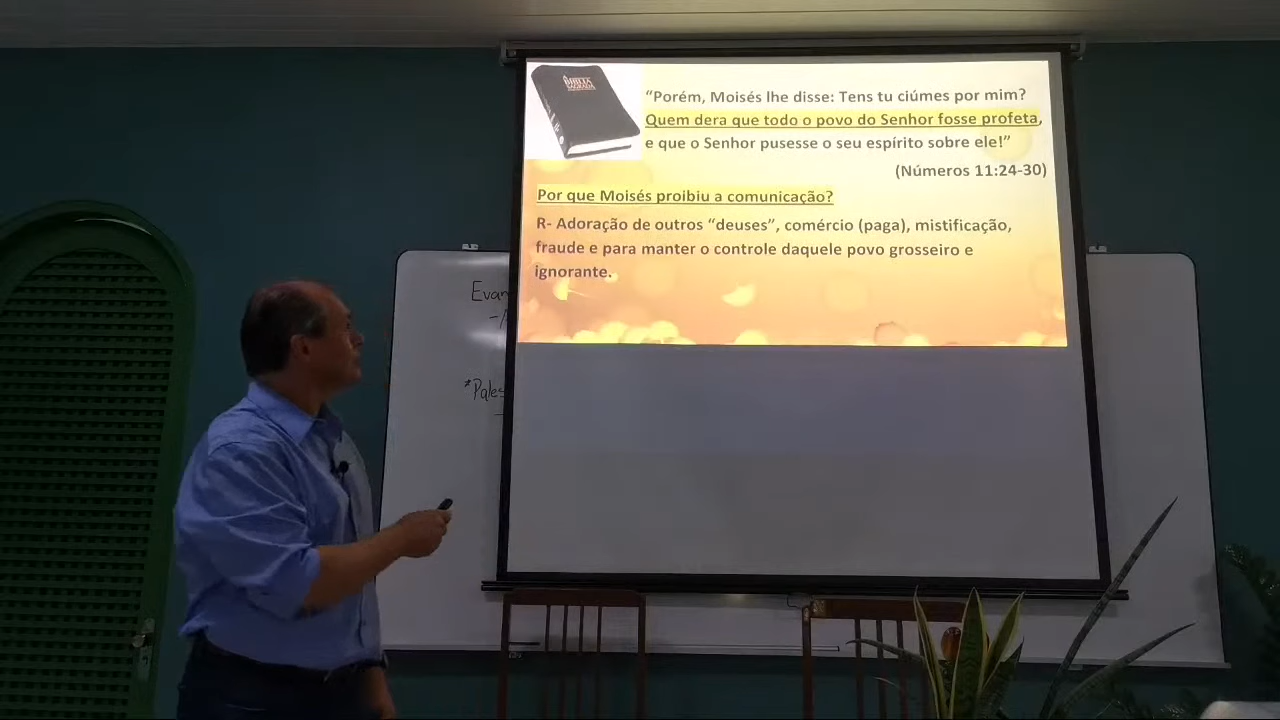 BÍBLIA
SAGRADA
“Porém, Moisés lhe disse: Tens tu ciúmes por mim?
Quem dera que todo o povo do Senhor fosse profeta,
e que o Senhor pusesse o seu espírito sobre ele!”
(Números 11:24-30)
Por que Moisés proibiu a comunicação?
R- Adoração de outros “deuses”, comércio (paga), mistificação,
fraude e para manter o controle daquele povo grosseiro e
ignorante.